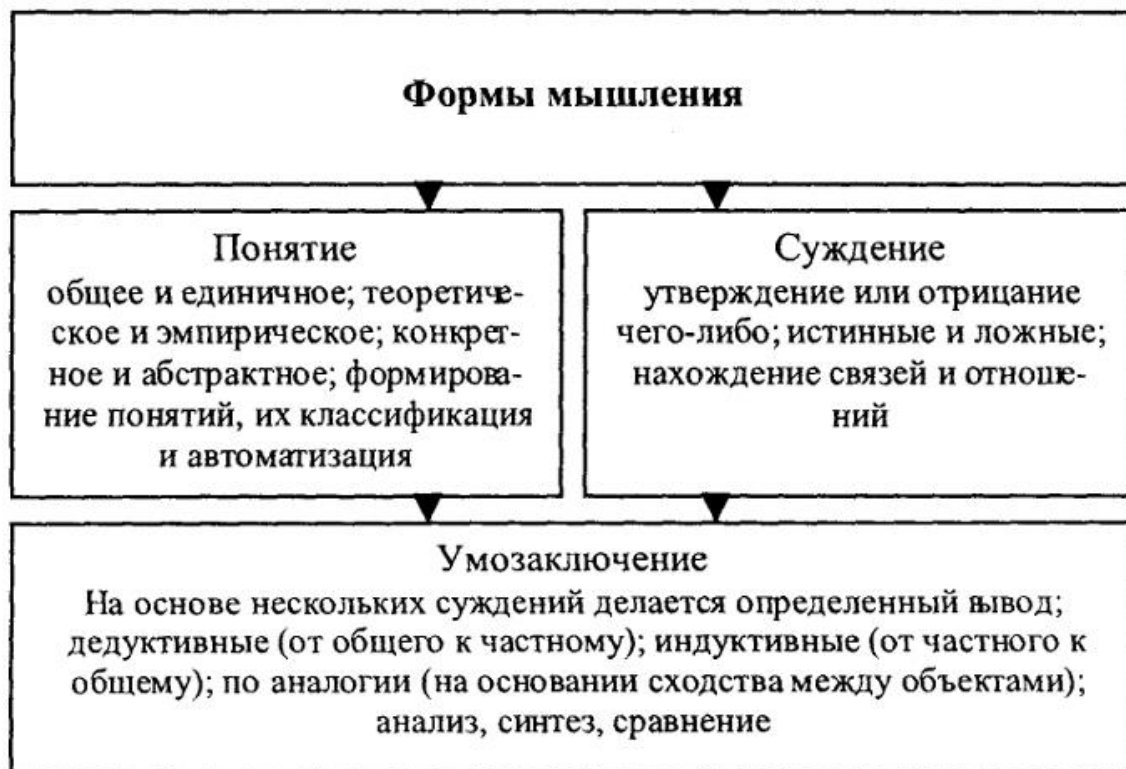 Формы мышления
Понятие
общее и единичное; теоретиче-
ское и эмпирическое; конкрет-
ное и абстрактное; формирова-
ние понятий, их классификация
и автоматизация
Суждение
утверждение или отрицание
чего-либо; истинные и ложные;
нахождение связей и отноше-
ний
Умозаключение
На основе нескольких суждений делается определенный вывод;
дедуктивные (от общего к частному); индуктивные (от частного к
общему); по аналогии (на основании сходства между объектами);
анализ, синтез, сравнение